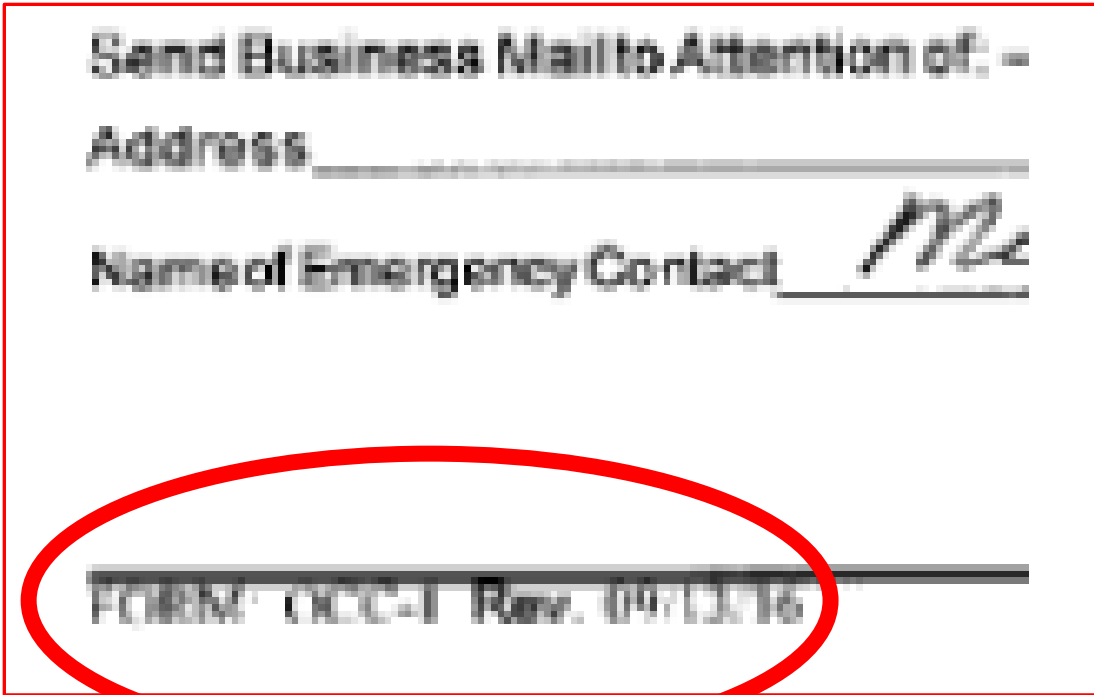 Send Business Mail to Attention of:
Address
Name of Emergency Contact
FORM: OCC-1 Rev. 09/13/16